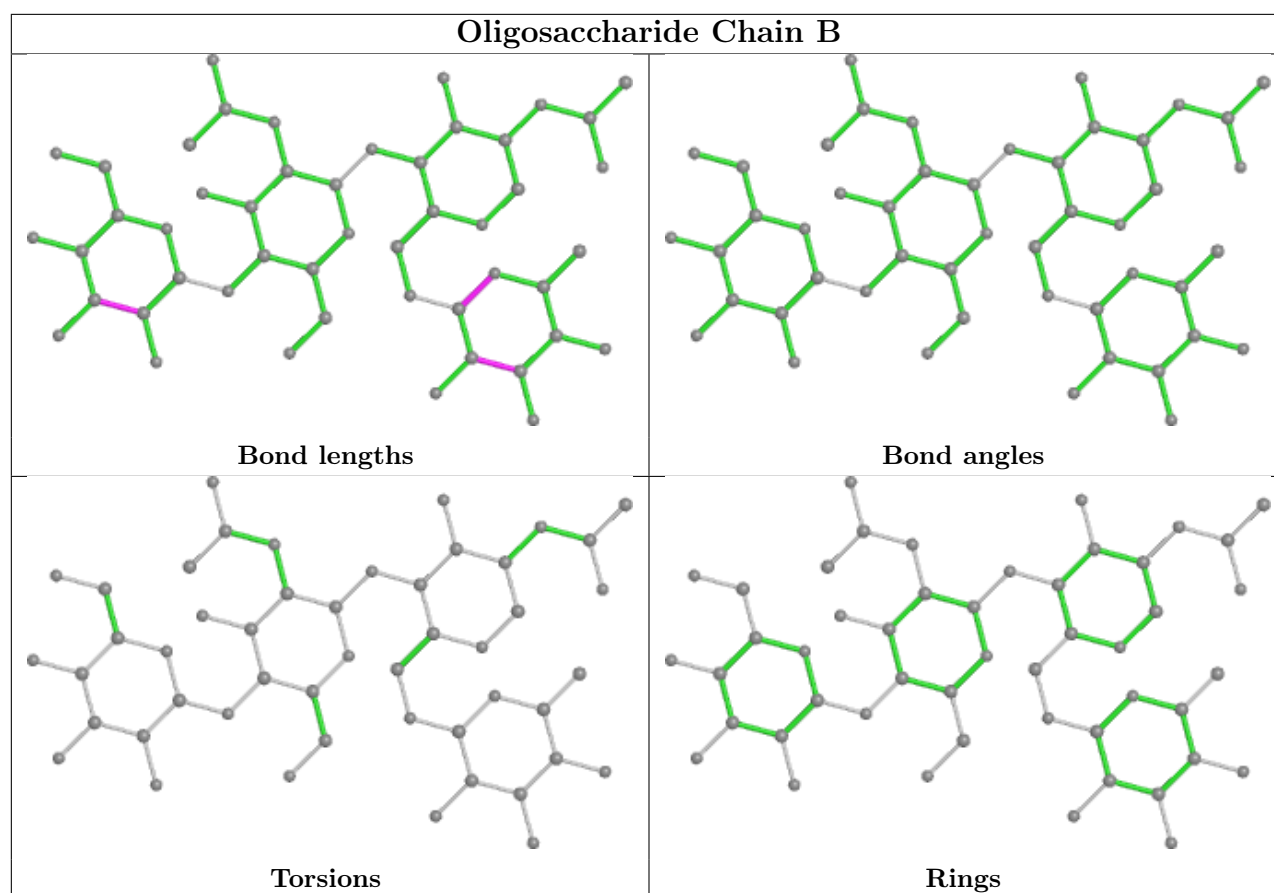 Oligosaccharide Chain B
Bond lengths
Bond angles
Torsions
Rings